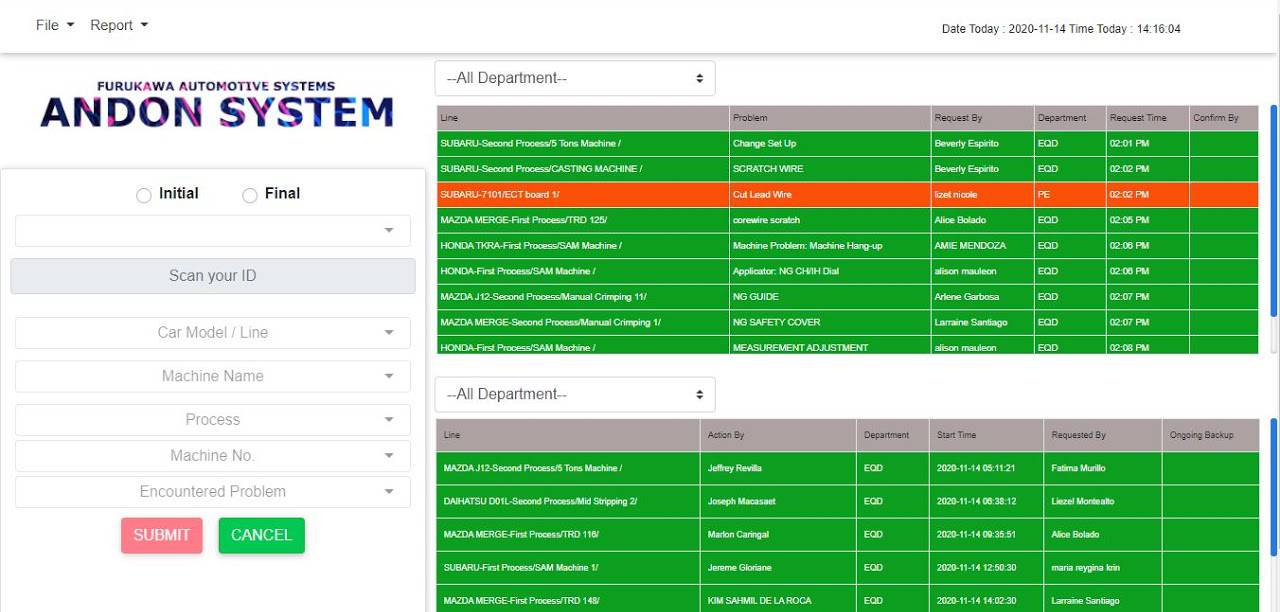 File Report
Date Today : 2020-11-14 Time Today : 14:16:04
FURUKAWA AUTOMOTIVE SYSTEMS
ANDON SYSTEM
Initial Final
Scan your ID
Car Model / Line
Machine Name
Process
Machine No.
Encountered Problem
SUBMIT CANCEL
--All Department--
Line Problem Request By Department Request Time Confirm By
SUBARU-Second Process/5 Tons Machine / Change Set Up Beverly Espirito EQD 02:01 PM
SUBARU-Second Process/CASTING MACHINE / SCRATCH WIRE Beverly Espirito EQD 02:02 PM
SUBARU-7101/ECT board 1/ Cut Lead Wire lizet nicole PE 02:02 PM
MAZDA MERGE-First Process/TRD 125/ corewire scratch Alice Bolado EQD 02:05 PM
HONDA TKRA-First Process/SAM Machine / Machine Problem: Machine Hang-up AMIE MENDOZA EQD 02:06 PM
HONDA-First Process/SAM Machine / Applicator: NG CH/IH Dial alison mauleon EQD 02:06 PM
MAZDA J12-Second Process/Manual Crimping 11/ NG GUIDE Arlene Garbosa EQD 02:07 PM
MAZDA MERGE-Second Process/Manual Crimping 1/ NG SAFETY COVER Larraine Santiago EQD 02:07 PM
HONDA-First Process/SAM Machine / MEASUREMENT ADJUSTMENT alison mauleon EQD 02:08 PM
--All Department--
Line Action By Department Start Time Requested By Ongoing Backup
MAZDA J12-Second Process/5 Tons Machine / Jeffrey Revilla EQD 2020-11-14 05:11:21 Fatima Murillo
DAIHATSU D01L-Second Process/Mid Stripping 2/ Joseph Macasaet EQD 2020-11-14 06:38:12 Liezel Montealto
MAZDA MERGE-First Process/TRD 116/ Marlon Caringal EQD 2020-11-14 09:35:51 Alice Bolado
SUBARU-First Process/SAM Machine 1/ Jereme Gloriane EQD 2020-11-14 12:50:30 maria reygina krin
MAZDA MERGE-First Process/TRD 148/ KIM SAHMIL DE LA ROCA EQD 2020-11-14 14:02:30 Larraine Santiago